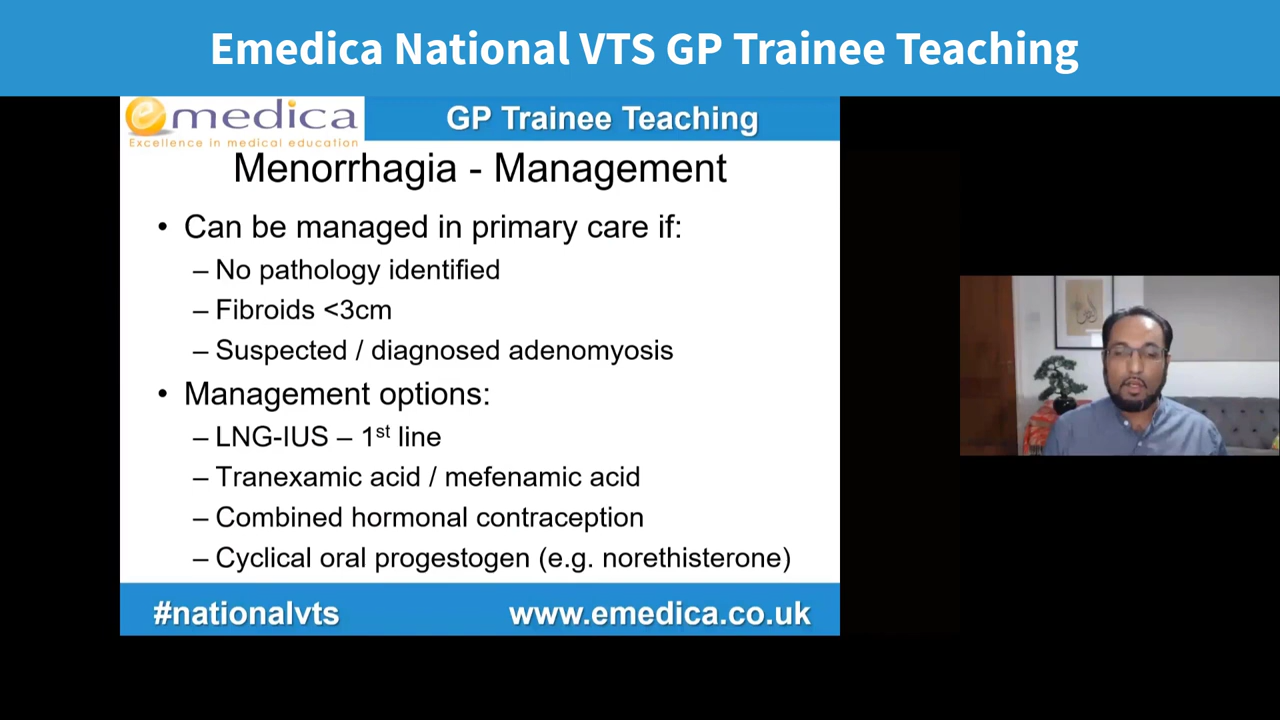 Emedica National VTS GP Trainee Teaching
emedica
Excellence in medical education
GP Trainee Teaching
Menorrhagia - Management
• Can be managed in primary care if:
– No pathology identified
– Fibroids <3cm
– Suspected / diagnosed adenomyosis
• Management options:
– LNG-IUS – 1st line
– Tranexamic acid / mefenamic acid
– Combined hormonal contraception
– Cyclical oral progestogen (e.g. norethisterone)
#nationalvts
www.emedica.co.uk